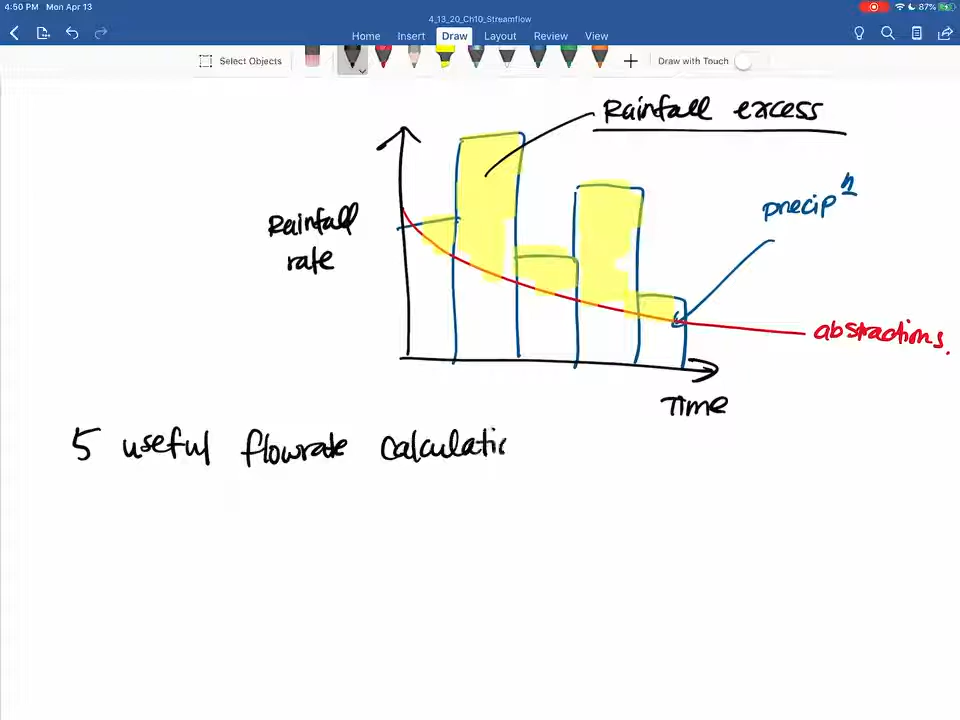 4:50 PM Mon Apr 13
87%
4_13_20_Ch10_Streamflow
Home Insert Draw Layout Review View
Select Objects
Draw with Touch
Rainfall excess
precip n
Rainfall
rate
abstractions.
Time
5 useful flowrate calculatio